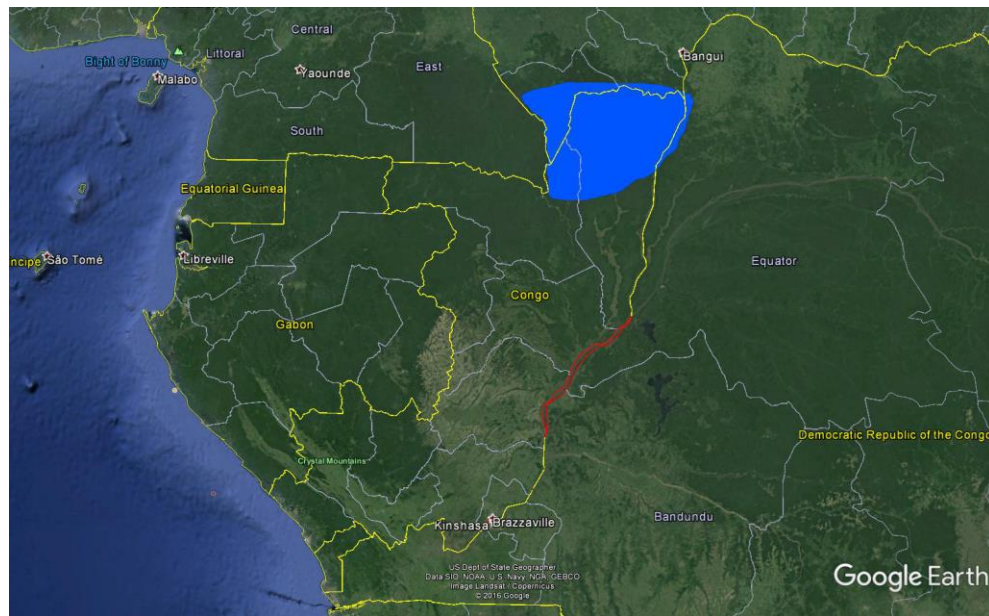 Central
Littoral
Bight of Bonny
Malabo
Yaounde
East
Bangui
South
Equatorial Guinea
ncipe
São Tomé
Libreville
Equator
Congo
Gabon
Democratic Republic of the Congo
Crystal Mountains
Kinshasa
Brazzaville
Bandundu
US Dept of State Geographer
Data SIO, NOAA, U.S. Navy, NGA, GEBCO
Image Landsat / Copernicus
© 2016 Google
Google Earth